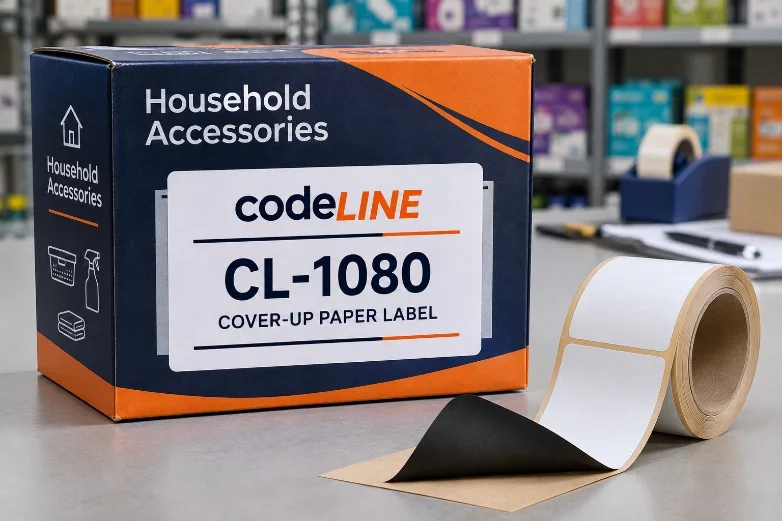 Household
Accessories
codeLINE
CL-1080
COVER-UP PAPER LABEL
Household
Accessories